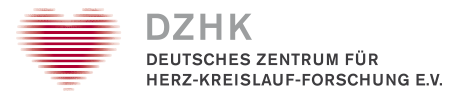 DZHK
DEUTSCHES ZENTRUM FÜR
HERZ-KREISLAUF-FORSCHUNG E.V.